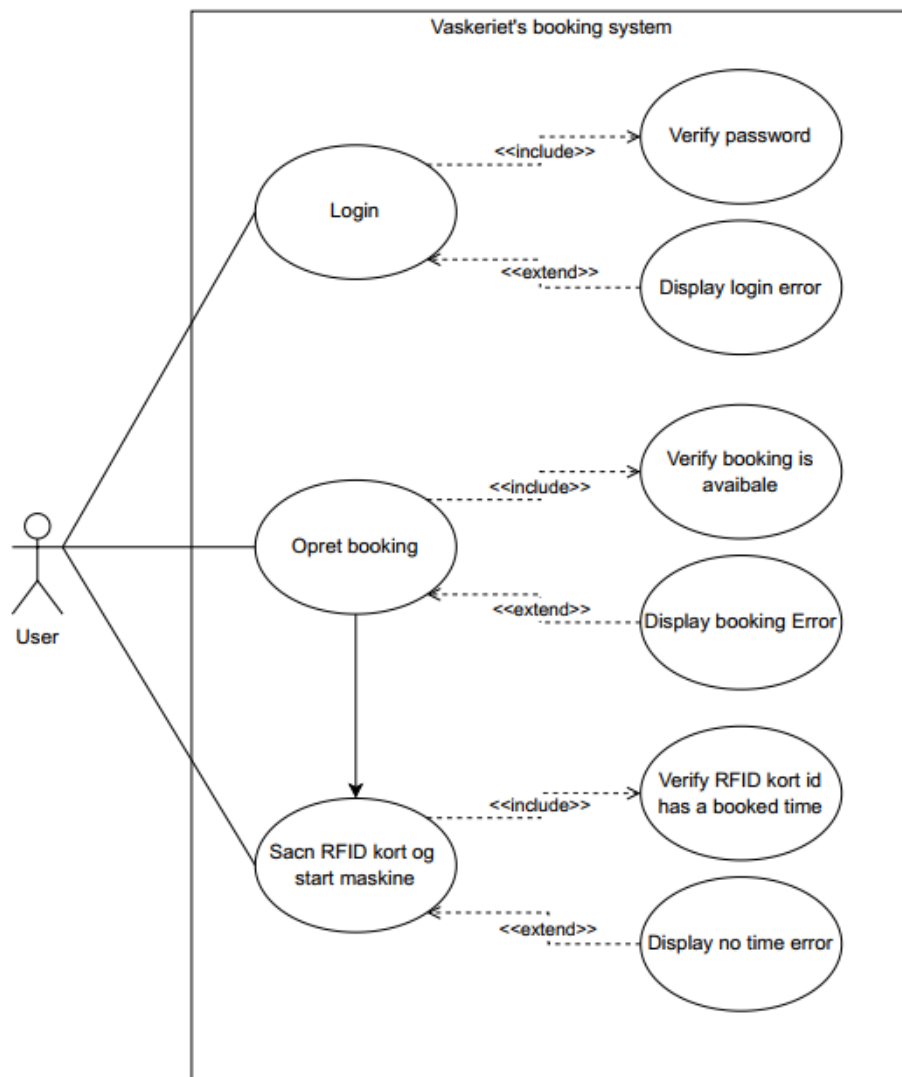 Vaskeriet's booking system
Verify password
<<include>>
Login
<<extend>>
Display login error
Verify booking is
avaibale
<<include>>
Opret booking
<<extend>>
Display booking Error
User
Verify RFID kort id
has a booked time
<<include>>
Sacn RFID kort og
start maskine
<<extend>>
Display no time error